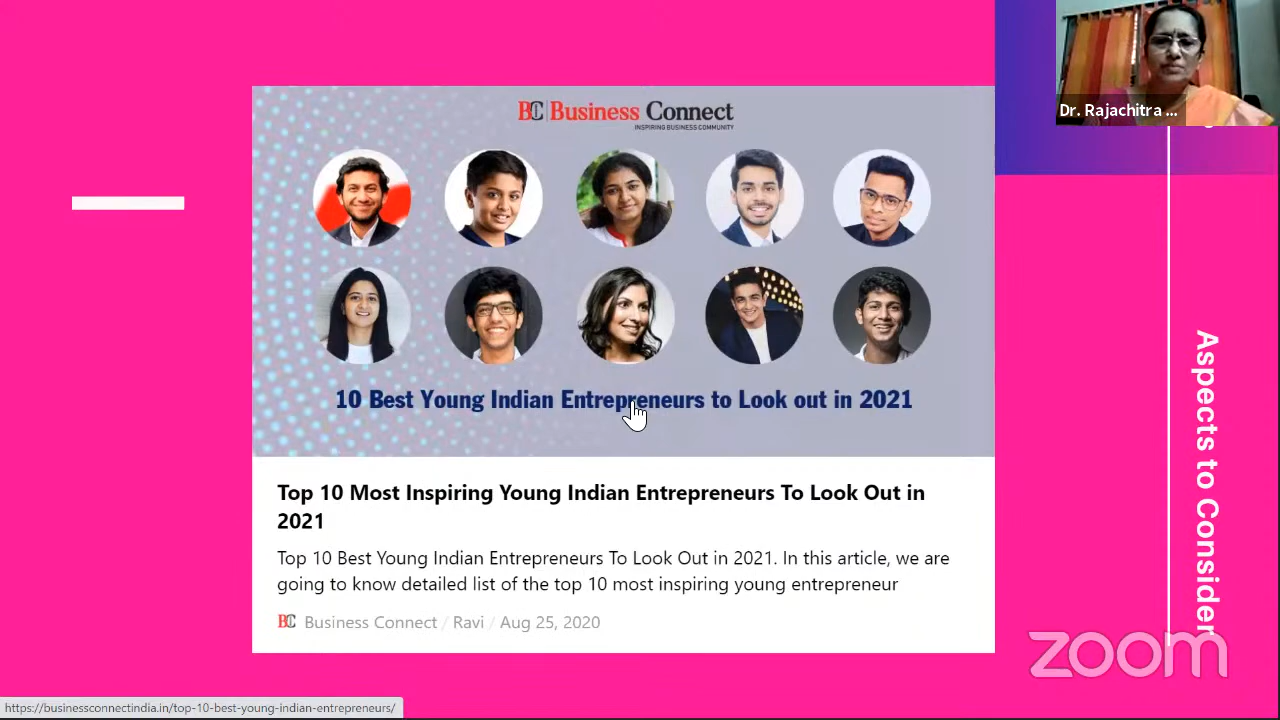 BC Business Connect
INSPIRING BUSINESS COMMUNITY
10 Best Young Indian Entrepreneurs to Look out in 2021
Top 10 Most Inspiring Young Indian Entrepreneurs To Look Out in
2021
Top 10 Best Young Indian Entrepreneurs To Look Out in 2021. In this article, we are
going to know detailed list of the top 10 most inspiring young entrepreneur
BC Business Connect / Ravi / Aug 25, 2020
Dr. Rajachitra ...
Aspects to Consider
zoom
https://businessconnectindia.in/top-10-best-young-indian-entrepreneurs/